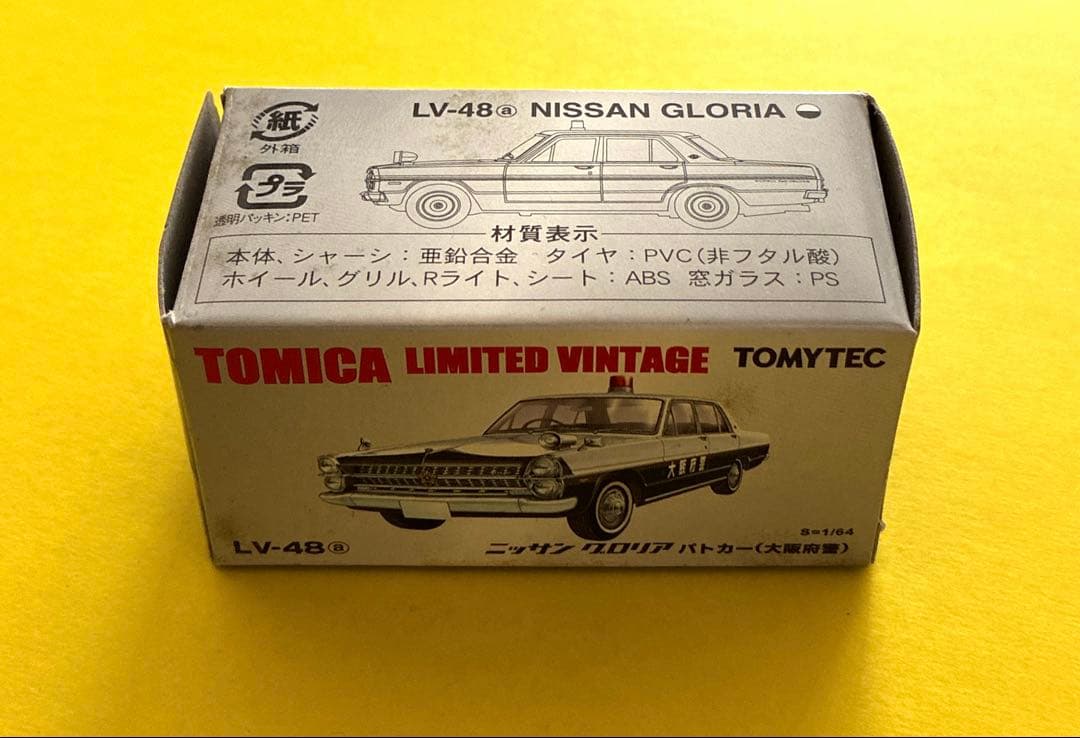 LV-48ⓐ NISSAN GLORIA
紙
外箱
プラ
透明パッキン:PET
材質表示
本体、シャーシ:亜鉛合金 タイヤ:PVC(非フタル酸)
ホイール、グリル、Rライト、シート:ABS 窓ガラス:PS
TOMICA LIMITED VINTAGE TOMYTEC
大阪府警
S=1/64
LV-48ⓐ ニッサン グロリア パトカー(大阪府警)